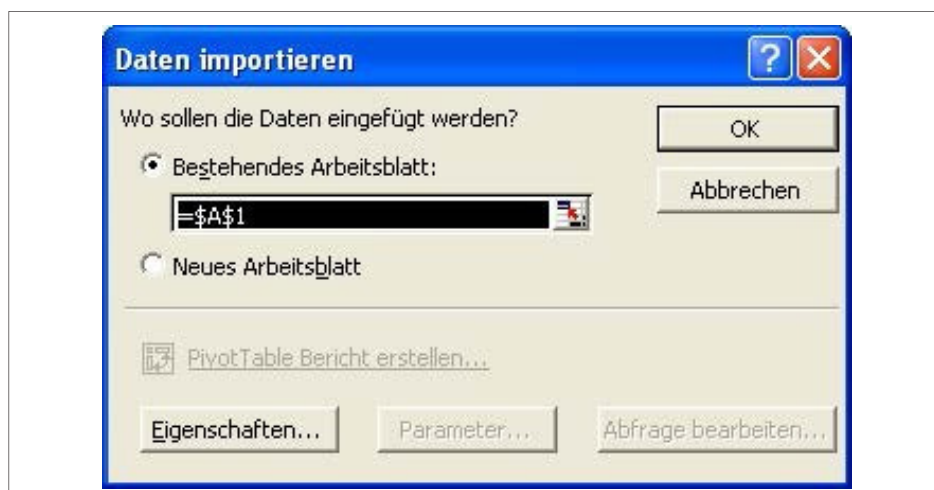 Daten importieren
Wo sollen die Daten eingefügt werden?
OK
Bestehendes Arbeitsblatt:
Abbrechen
=$A$1
Neues Arbeitsblatt
PivotTable Bericht erstellen...
Eigenschaften... Parameter... Abfrage bearbeiten...